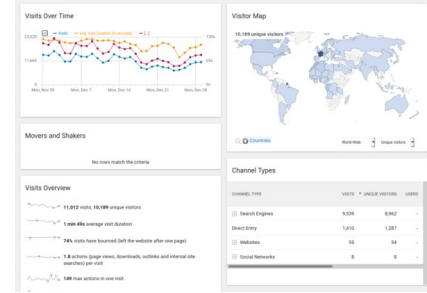 Visits Over Time
Visits
Avg. Visit Duration (in seconds)
[...]
0
Mon, Nov 30
Mon, Dec 7
Mon, Dec 14
Mon, Dec 21
Mon, Dec 28
0s
Movers and Shakers
No rows match the criteria
Visits Overview
11,012 visits, 10,189 unique visitors
1 min 49s average visit duration
74% visits have bounced (left the website after one page)
1.8 actions (page views, downloads, outlinks and internal site
searches) per visit
149 max actions in one visit
Visitor Map
10,189 unique visitors
Countries
World-Wide
Unique visitors
Channel Types
CHANNEL TYPE VISITS UNIQUE VISITORS USERS
Search Engines 9,539 8,962 -
Direct Entry 1,410 1,287 -
Websites 55 54 -
Social Networks 8 8 -